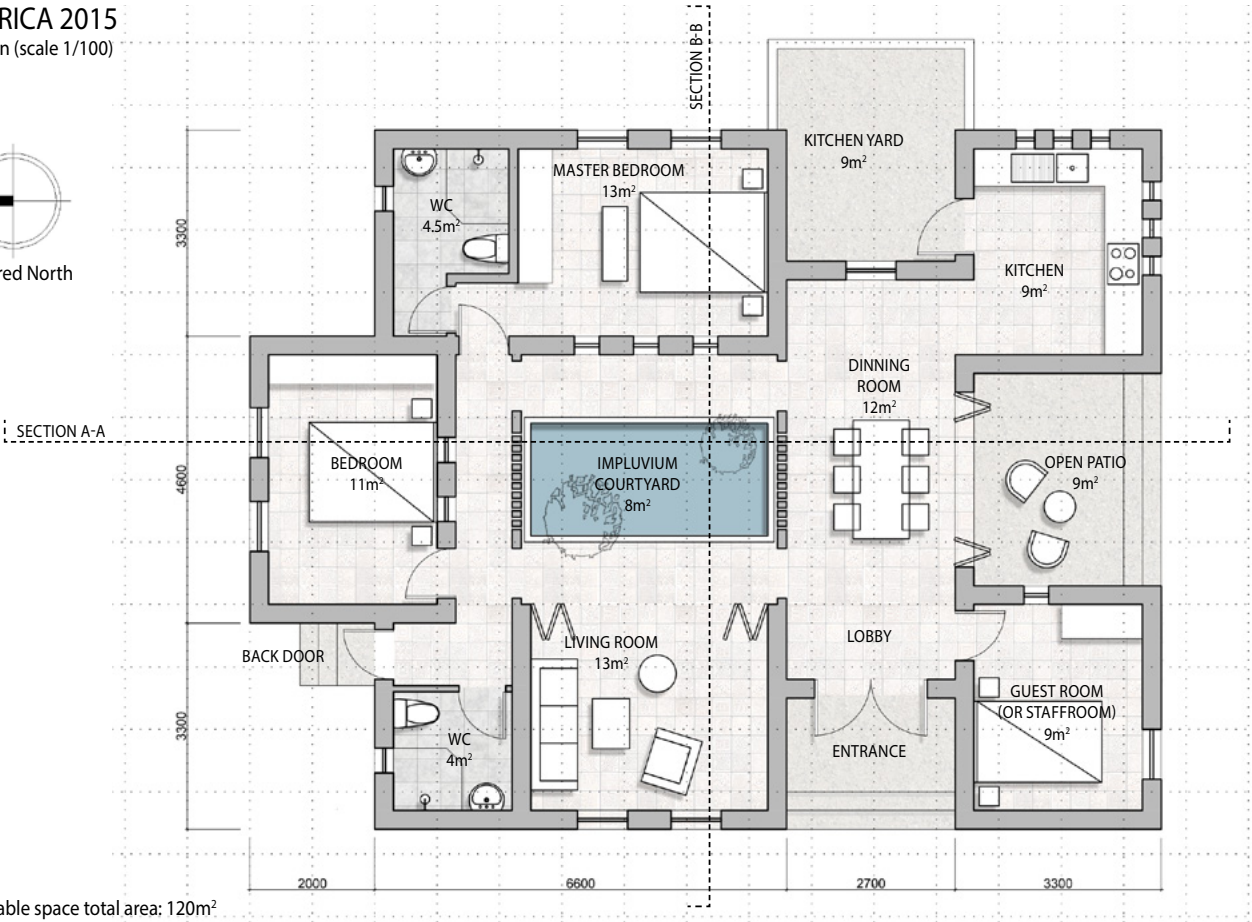 RICA 2015
n (scale 1/100)
SECTION B-B
KITCHEN YARD
9m²
MASTER BEDROOM
13m²
WC
4.5m²
3300
red North
KITCHEN
9m²
DINNING
ROOM
12m²
SECTION A-A
BEDROOM
11m²
IMPLUVIUM
COURTYARD
8m²
OPEN PATIO
9m²
4600
BACK DOOR
LIVING ROOM
13m²
LOBBY
GUEST ROOM
(OR STAFFROOM)
9m²
WC
4m²
ENTRANCE
3300
2000
6600
2700
3300
able space total area: 120m²